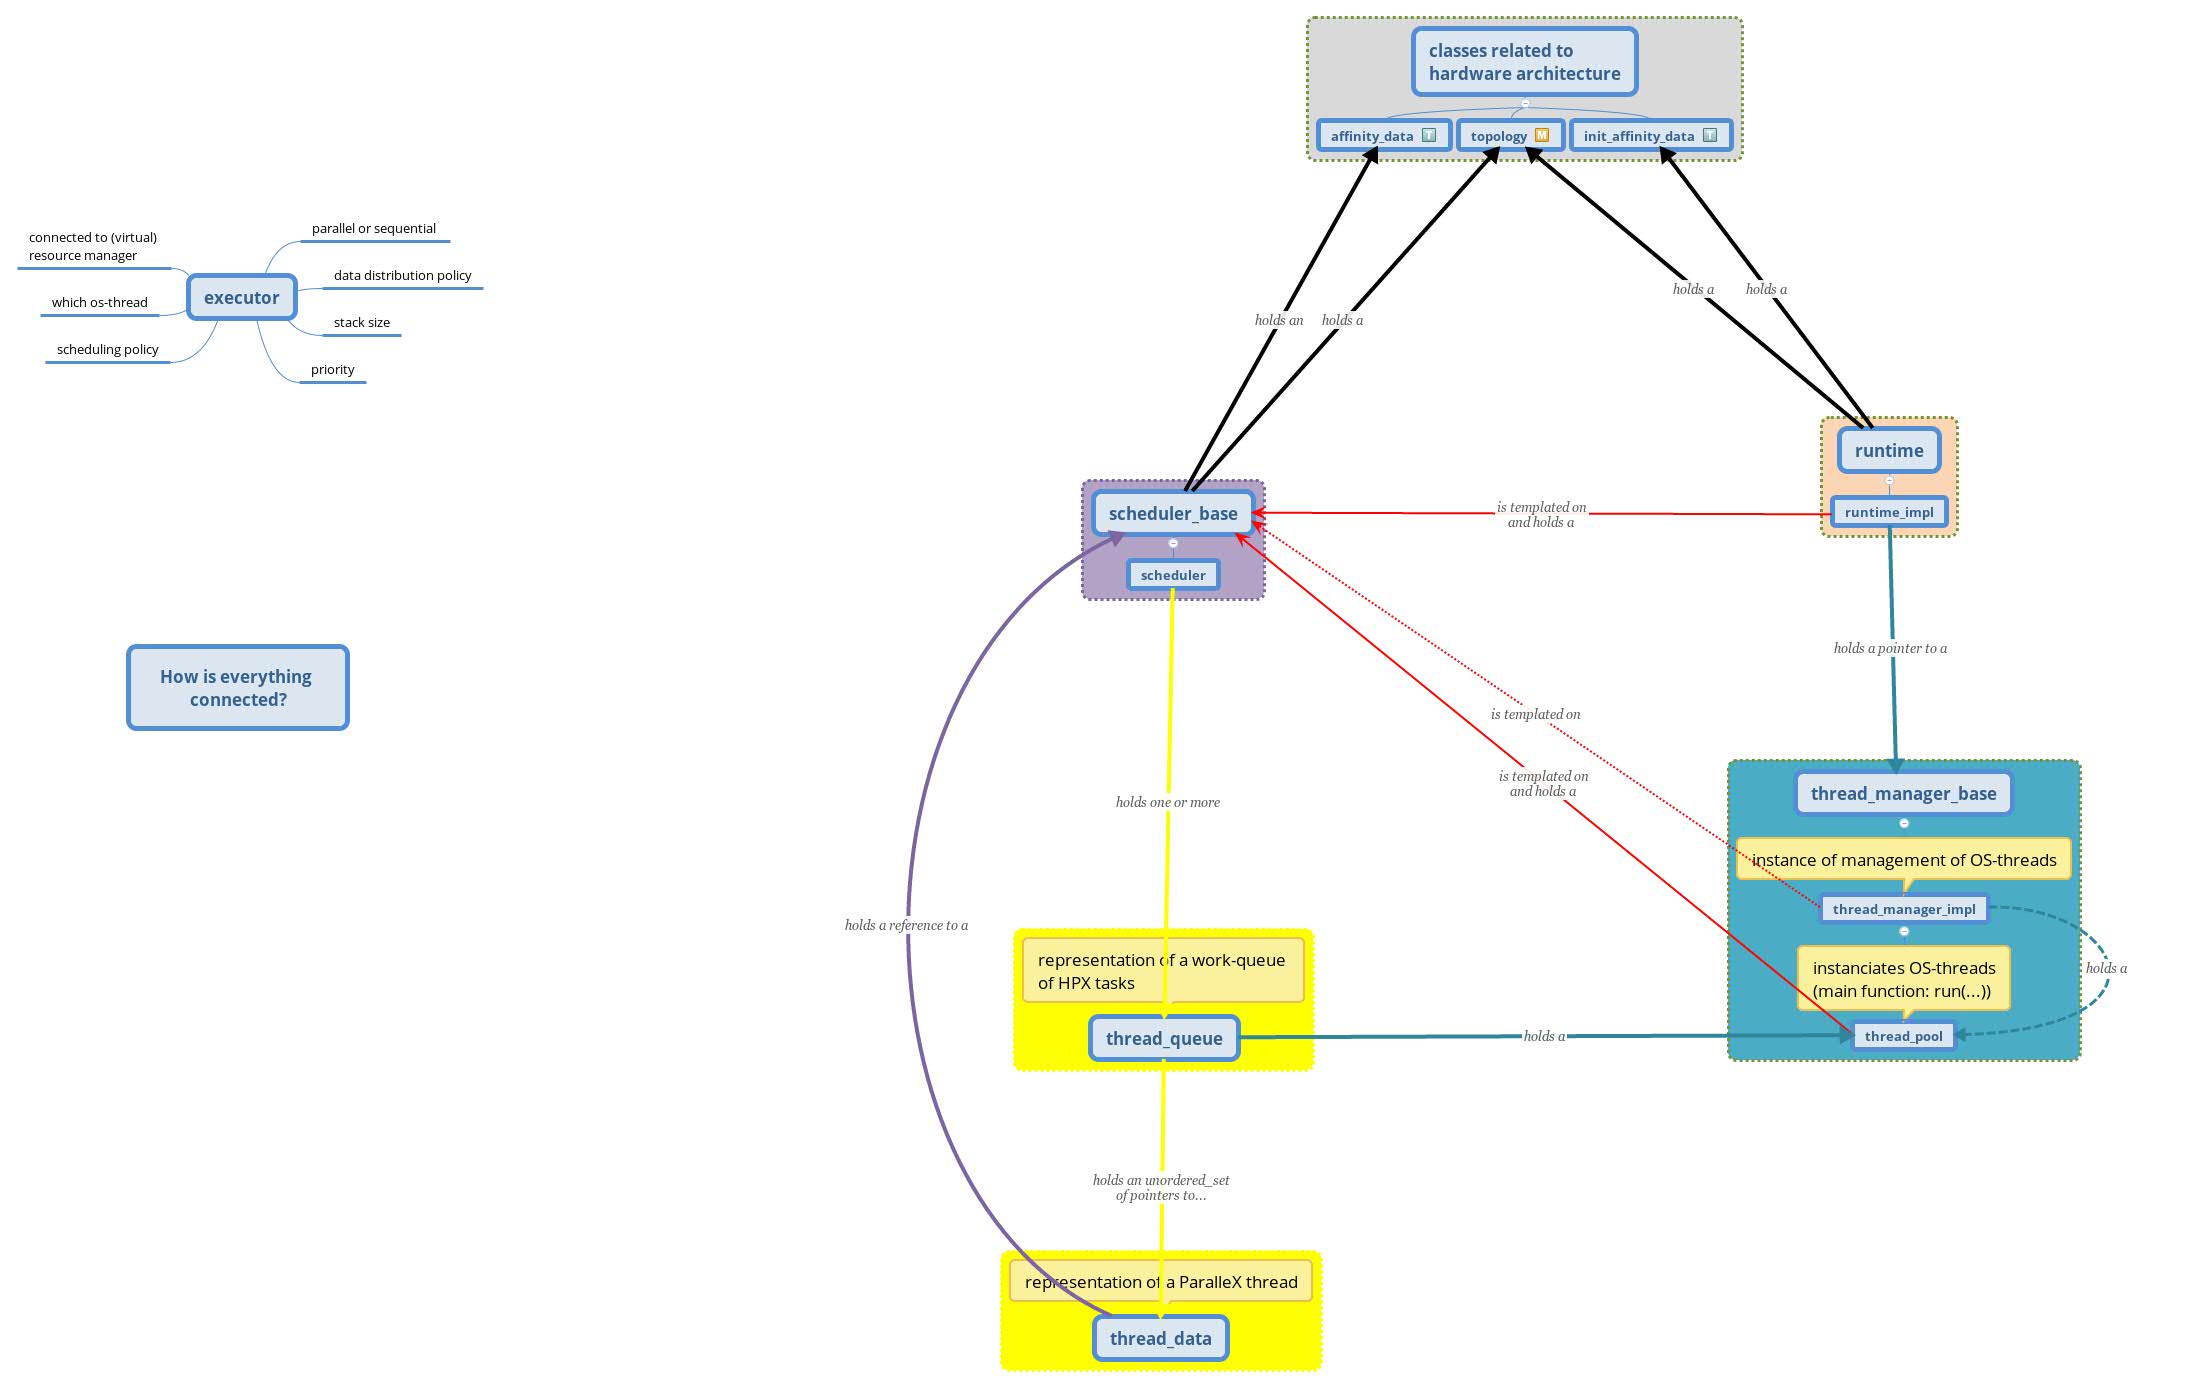 classes related to
hardware architecture
affinity_data T
topology M
init_affinity_data T
connected to (virtual)
resource manager
which os-thread
scheduling policy
executor
parallel or sequential
data distribution policy
stack size
priority
holds an
holds a
holds a
holds a
runtime
runtime_impl
scheduler_base
scheduler
is templated on
and holds a
How is everything
connected?
holds a pointer to a
is templated on
is templated on
and holds a
holds one or more
thread_manager_base
instance of management of OS-threads
thread_manager_impl
instanciates OS-threads
(main function: run(...))
thread_pool
holds a
holds a reference to a
representation of a work-queue
of HPX tasks
thread_queue
holds a
holds an unordered_set
of pointers to...
representation of a ParalleX thread
thread_data